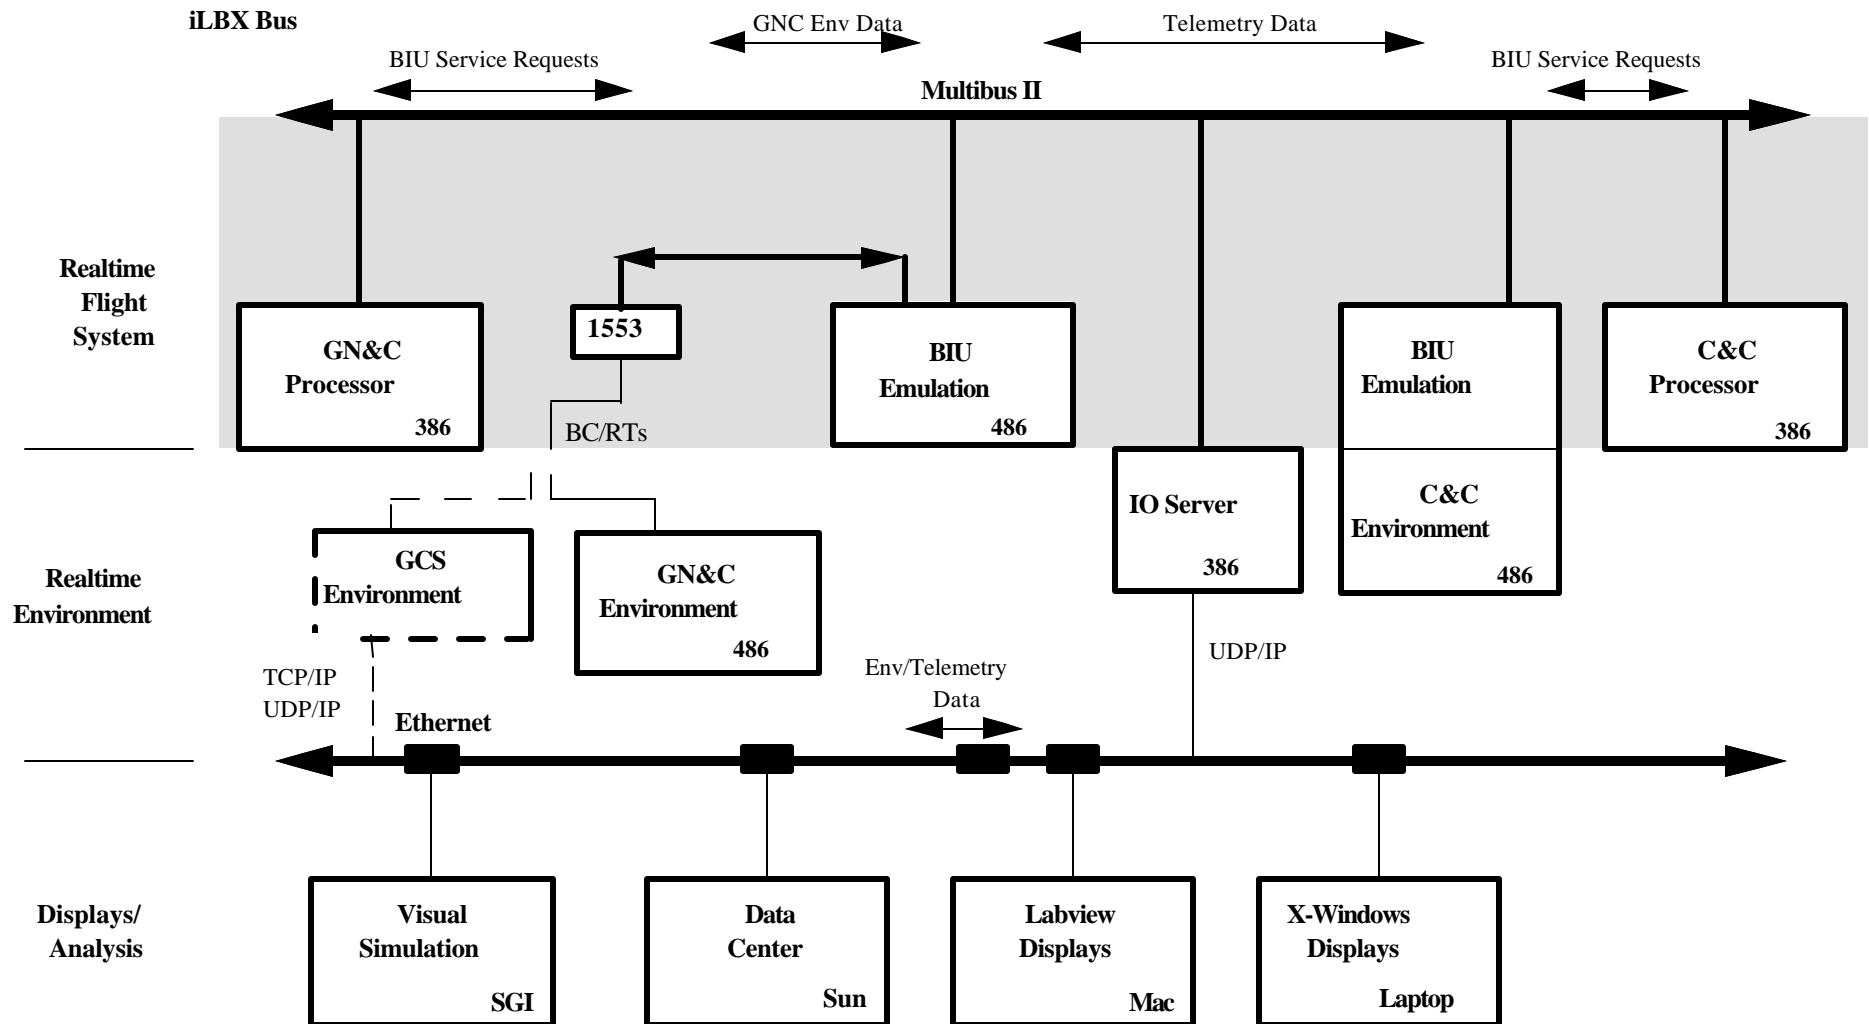 iLBX Bus
GNC Env Data
Telemetry Data
BIU Service Requests
BIU Service Requests
Multibus II
Realtime
Flight
System
GN&C
Processor
386
1553
BC/RTs
BIU
Emulation
486
BIU
Emulation
C&C
Processor
386
Realtime
Environment
GCS
Environment
GN&C
Environment
486
IO Server
386
C&C
Environment
486
TCP/IP
UDP/IP
Env/Telemetry
Data
UDP/IP
Ethernet
Displays/
Analysis
Visual
Simulation
SGI
Data
Center
Sun
Labview
Displays
Mac
X-Windows
Displays
Laptop